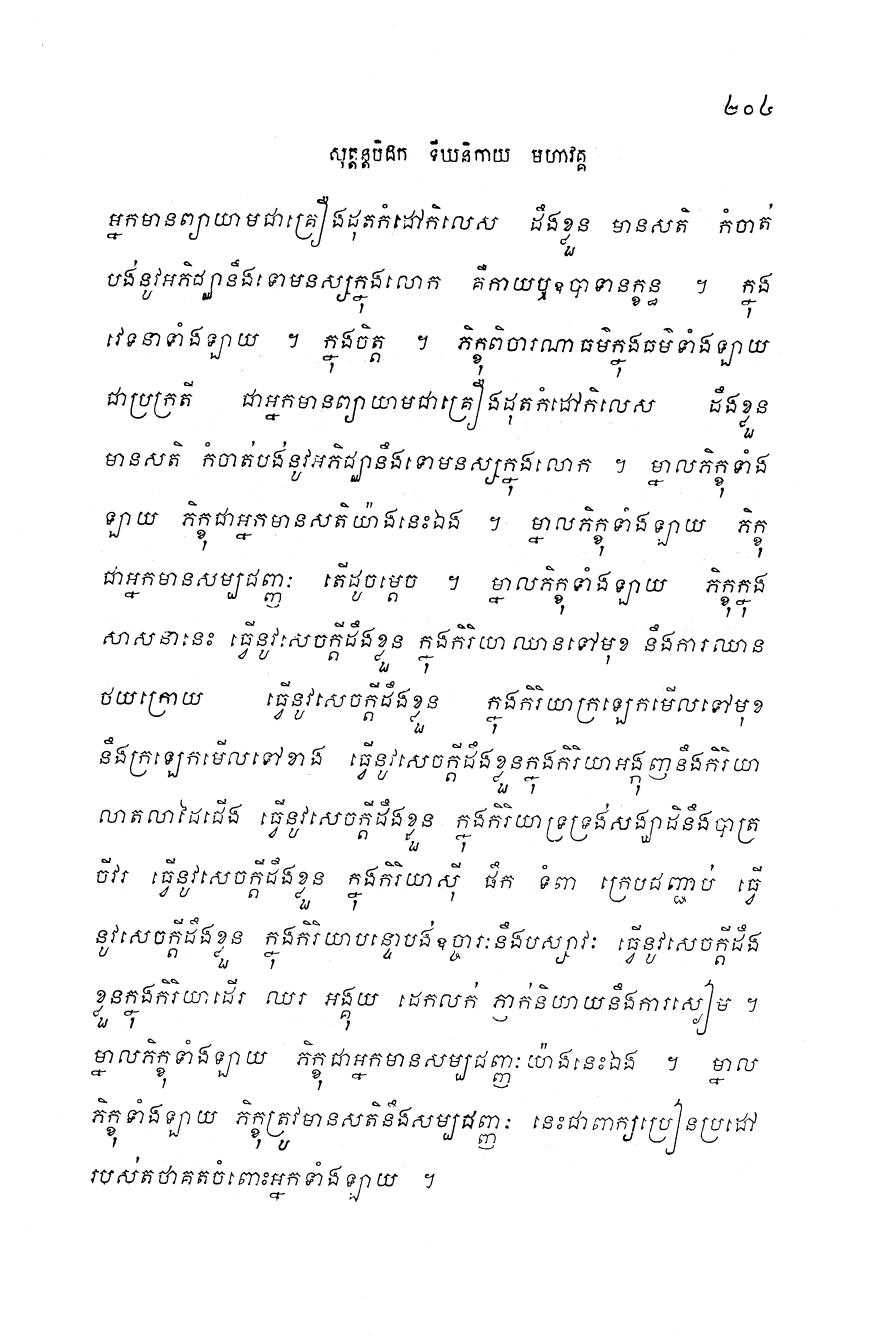 ២០៤
សុត្តន្តបិដក ទីឃនិកាយ មហាវគ្គ
អ្នកមានព្យាយាមជាគ្រឿងដុតកំដៅកិលេស ដឹងខ្លួន មានសតិ កំចាត់
បង់នូវអភិជ្ឈានឹងទោមនស្សក្នុងលោក គឺកាយឬឧបាទានក្ខន្ធ ។ ក្នុង
វេទនាទាំងឡាយ ។ ក្នុងចិត្ត ។ ភិក្ខុពិចារណាធម៌ក្នុងធម៌ទាំងឡាយ
ជាប្រក្រតី ជាអ្នកមានព្យាយាមជាគ្រឿងដុតកំដៅកិលេស ដឹងខ្លួន
មានសតិ កំចាត់បង់នូវអភិជ្ឈានឹងទោមនស្សក្នុងលោក ។ ម្នាលភិក្ខុទាំង
ឡាយ ភិក្ខុជាអ្នកមានសតិយ៉ាងនេះឯង ។ ម្នាលភិក្ខុទាំងឡាយ ភិក្ខុ
ជាអ្នកមានសម្បជញ្ញៈ តើដូចម្តេច ។ ម្នាលភិក្ខុទាំងឡាយ ភិក្ខុក្នុង
សាសនានេះ ធ្វើនូវសេចក្តីដឹងខ្លួន ក្នុងកិរិយាឈានទៅមុខ នឹងការឈាន
ថយក្រោយ ធ្វើនូវសេចក្តីដឹងខ្លួន ក្នុងកិរិយាក្រឡេកមើលទៅមុខ
នឹងក្រឡេកមើលទៅខាង ធ្វើនូវសេចក្តីដឹងខ្លួនក្នុងកិរិយាអង្កុញនឹងកិរិយា
លាតលាដៃជើង ធ្វើនូវសេចក្តីដឹងខ្លួន ក្នុងកិរិយាទ្រទ្រង់សង្ឃាដិនឹងបាត្រ
ចីវរ ធ្វើនូវសេចក្តីដឹងខ្លួន ក្នុងកិរិយាស៊ី ផឹក ទំពា ក្រេបជញ្ជាប់ ធ្វើ
នូវសេចក្តីដឹងខ្លួន ក្នុងកិរិយាបន្ទោបង់ឧច្ចារៈនឹងបស្សាវៈ ធ្វើនូវសេចក្តីដឹង
ខ្លួនក្នុងកិរិយាដើរ ឈរ អង្គុយ ដេកលក់ ភ្ញាក់និយាយនឹងការស្ងៀម ។
ម្នាលភិក្ខុទាំងឡាយ ភិក្ខុជាអ្នកមានសម្បជញ្ញៈយ៉ាងនេះឯង ។ ម្នាល
ភិក្ខុទាំងឡាយ ភិក្ខុត្រូវមានសតិនឹងសម្បជញ្ញៈ នេះជាពាក្យប្រៀនប្រដៅ
របស់តថាគតចំពោះអ្នកទាំងឡាយ ។